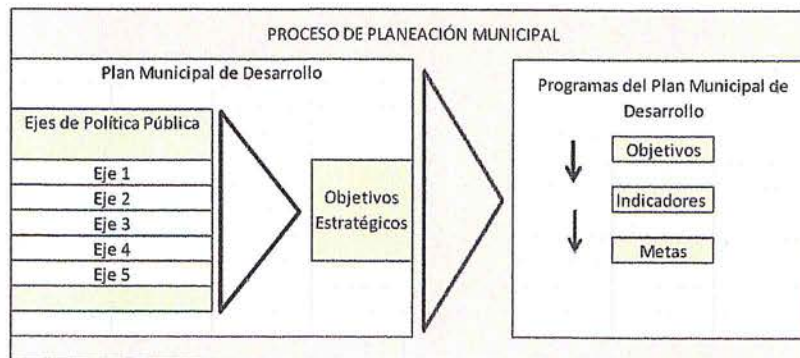 PROCESO DE PLANEACIÓN MUNICIPAL
Plan Municipal de Desarrollo
Ejes de Política Pública
Eje 1
Eje 2
Eje 3
Eje 4
Eje 5
Objetivos
Estratégicos
Programas del Plan Municipal de
Desarrollo
Objetivos
Indicadores
Metas